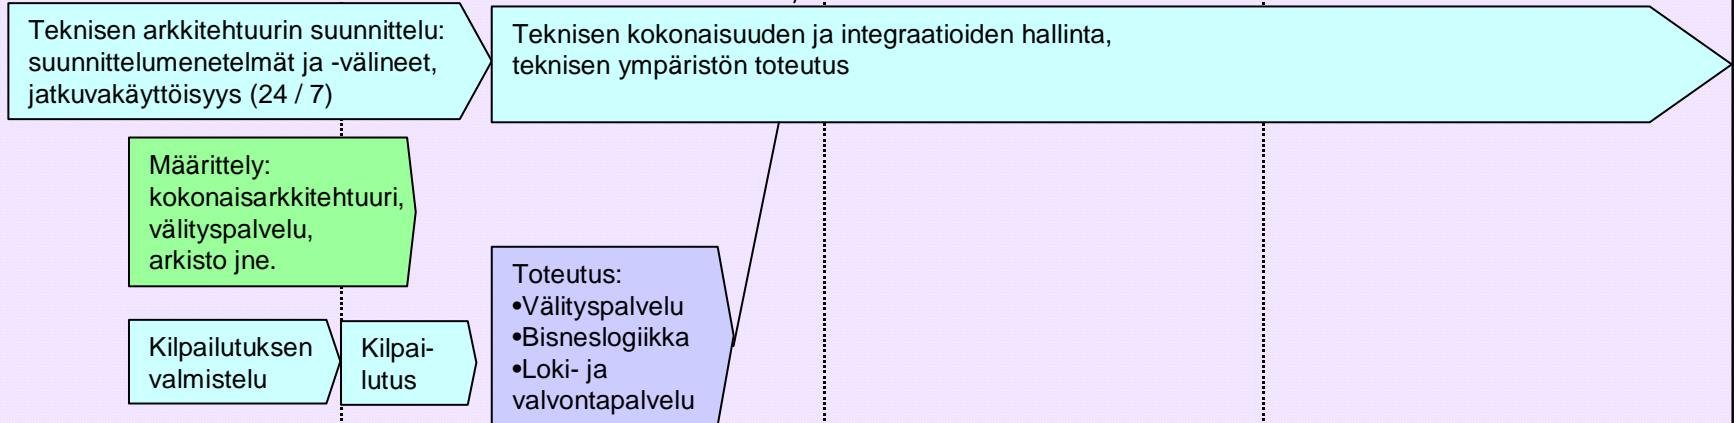 Teknisen arkkitehtuurin suunnittelu:
suunnittelumenetelmät ja -välineet,
jatkuvakäyttöisyys (24 / 7)
Teknisen kokonaisuuden ja integraatioiden hallinta,
teknisen ympäristön toteutus
Määrittely:
kokonaisarkkitehtuuri,
välityspalvelu,
arkisto jne.
Kilpailutuksen
valmistelu
Kilpai-
lutus
Toteutus:
•Välityspalvelu
•Bisneslogiikka
•Loki- ja
valvontapalvelu